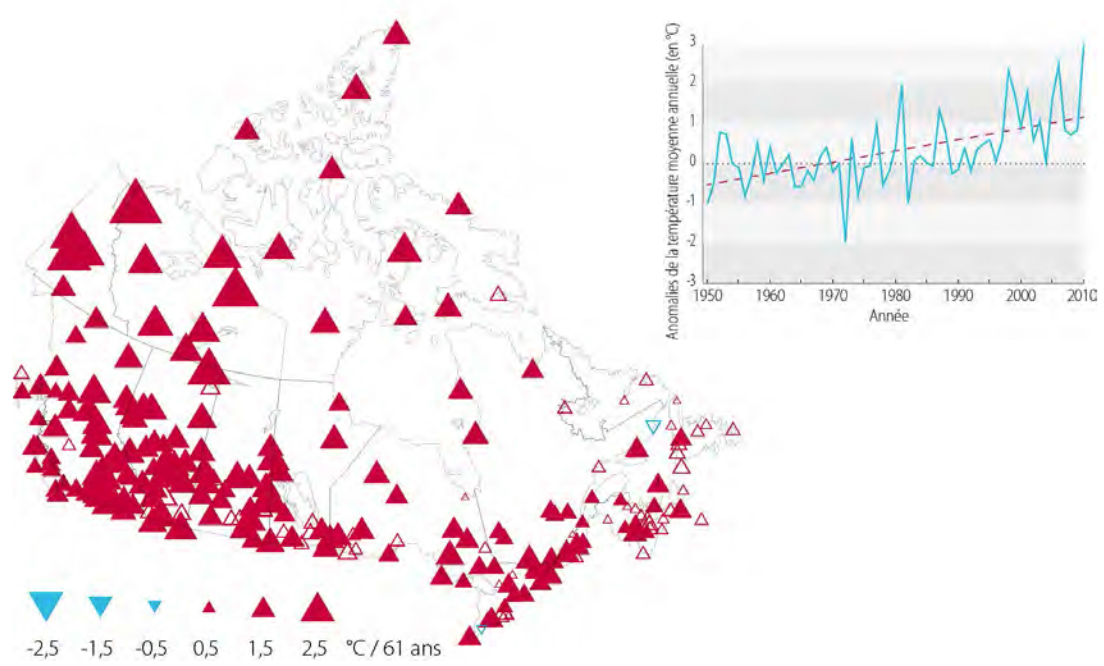 Anomalies de la température moyenne annuelle (en °C)
3
2
1
0
-1
-2
-3
1950 1960 1970 1980 1990 2000 2010
Année
-2,5 -1,5 -0,5 0,5 1,5 2,5 °C / 61 ans